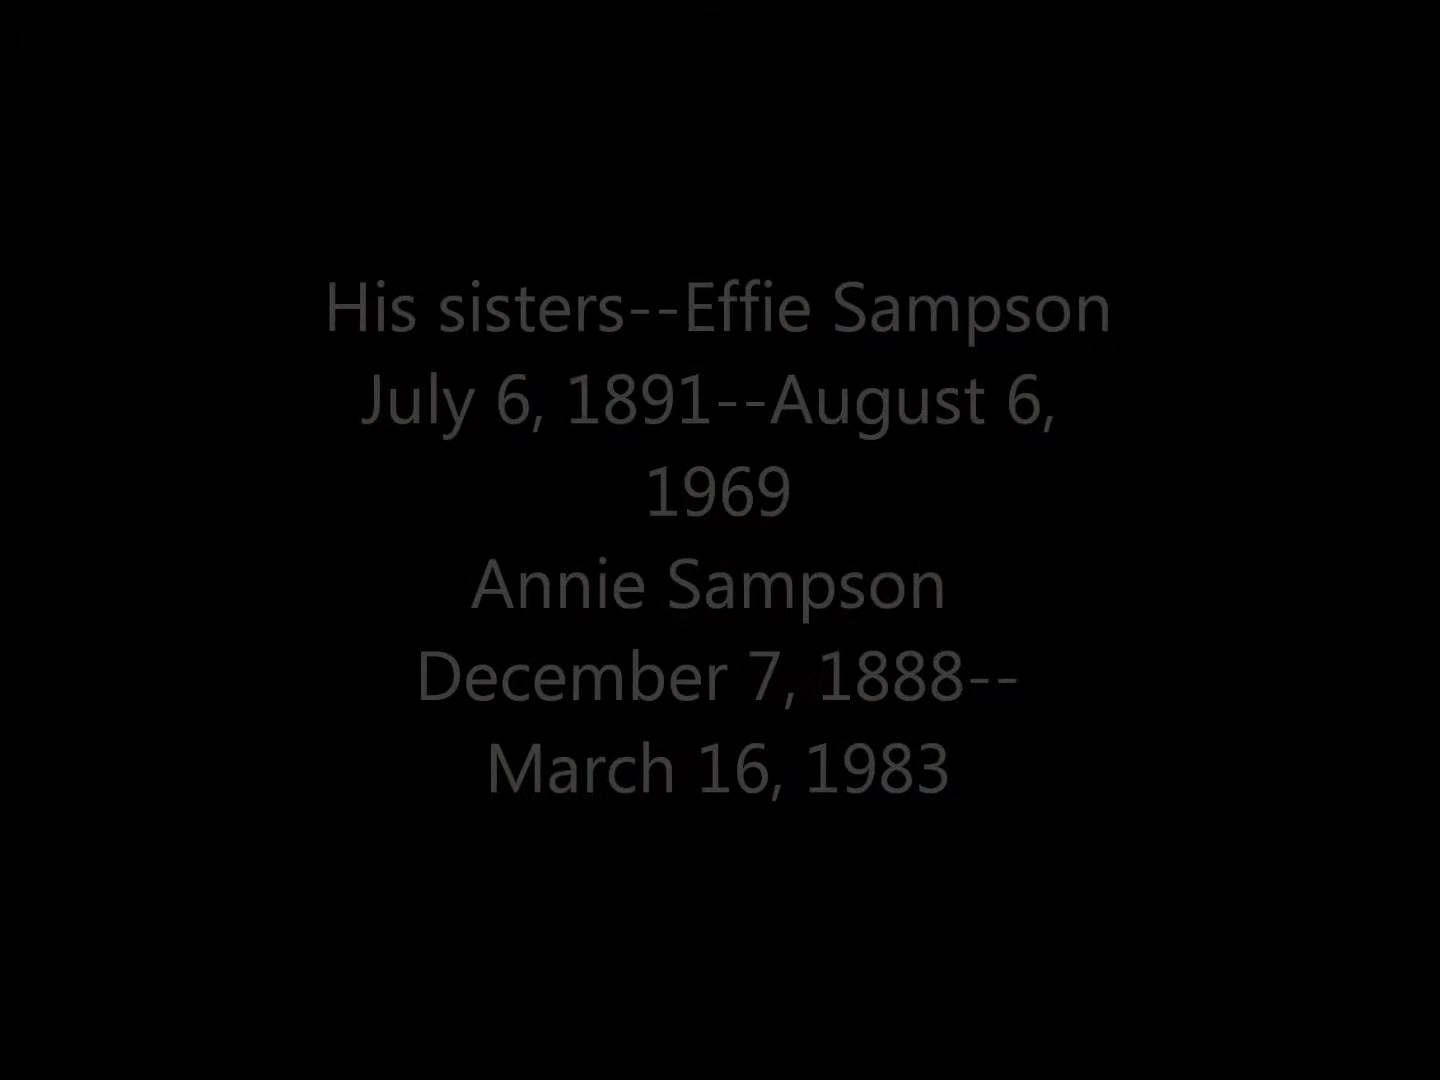 His sisters--Effie Sampson
July 6, 1891--August 6,
1969
Annie Sampson
December 7, 1888--
March 16, 1983